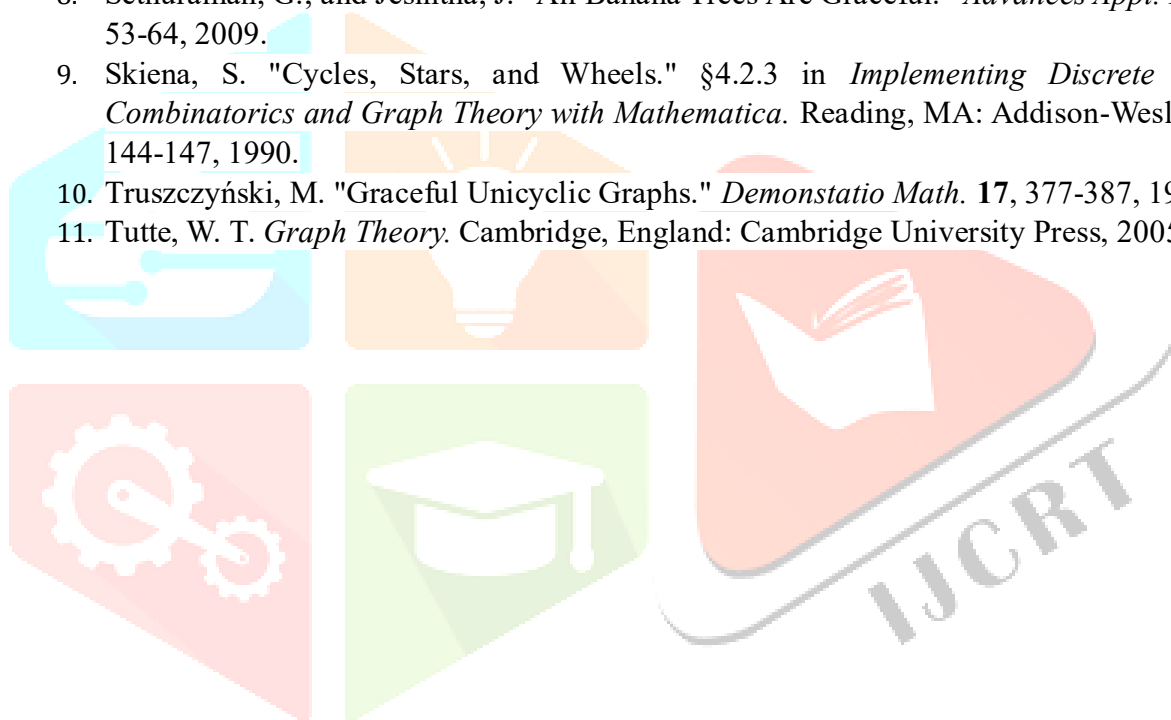 53-64, 2009.
9. Skiena, S. "Cycles, Stars, and Wheels." §4.2.3 in Implementing Discrete
Combinatorics and Graph Theory with Mathematica. Reading, MA: Addison-Wesl
144-147, 1990.
10. Truszczyński, M. "Graceful Unicyclic Graphs." Demonstatio Math. 17, 377-387, 19
11. Tutte, W. T. Graph Theory. Cambridge, England: Cambridge University Press, 2005
IJCRT